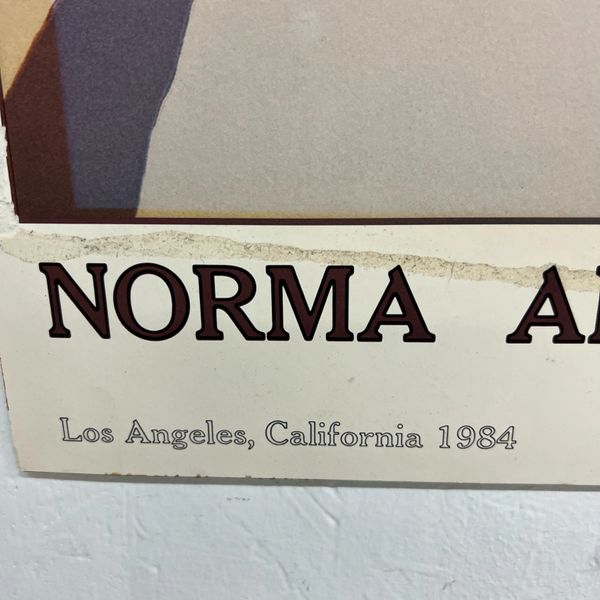 NORMA
Los Angeles, California 1984